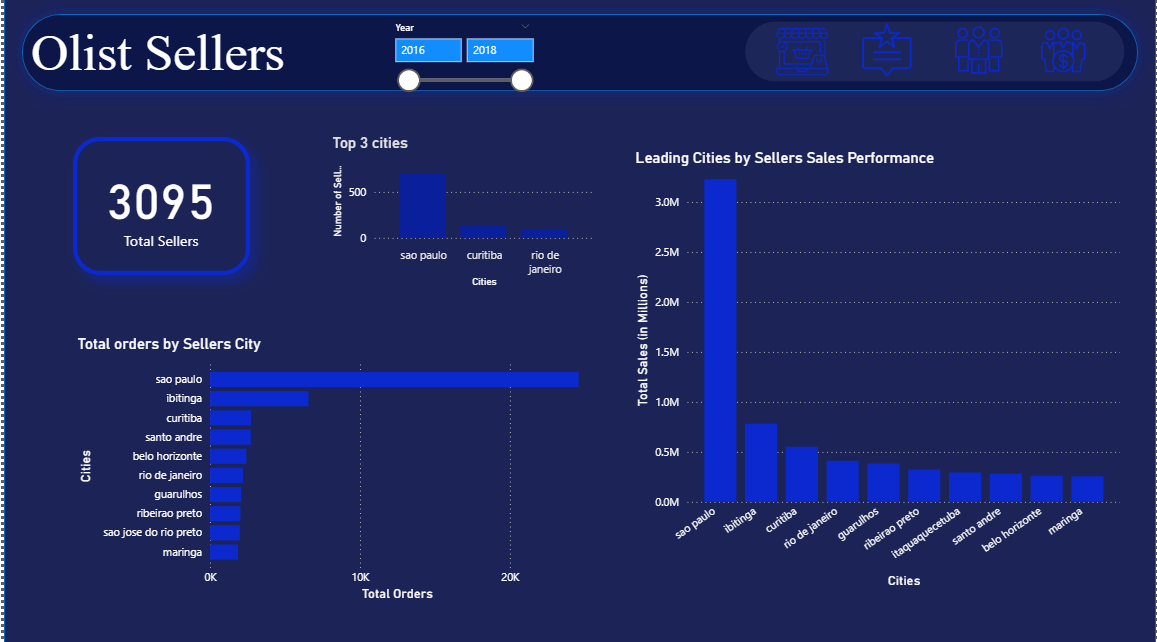 Olist Sellers
Year
2016
2018
3095
Total Sellers
Top 3 cities
Number of Sell..
500
0
sao paulo
curitiba
rio de
janeiro
Cities
Total orders by Sellers City
Cities
sao paulo
ibitinga
curitiba
santo andre
belo horizonte
rio de janeiro
guarulhos
ribeirao preto
sao jose do rio preto
maringa
0K
10K
20K
Total Orders
Leading Cities by Sellers Sales Performance
Total Sales (in Millions)
3.0M
2.5M
2.0M
1.5M
1.0M
0.5M
0.0M
sao paulo
ibitinga
curitiba
rio de janeiro
guarulhos
ribeirao preto
itaquaquecetuba
santo andre
belo horizonte
maringa
Cities